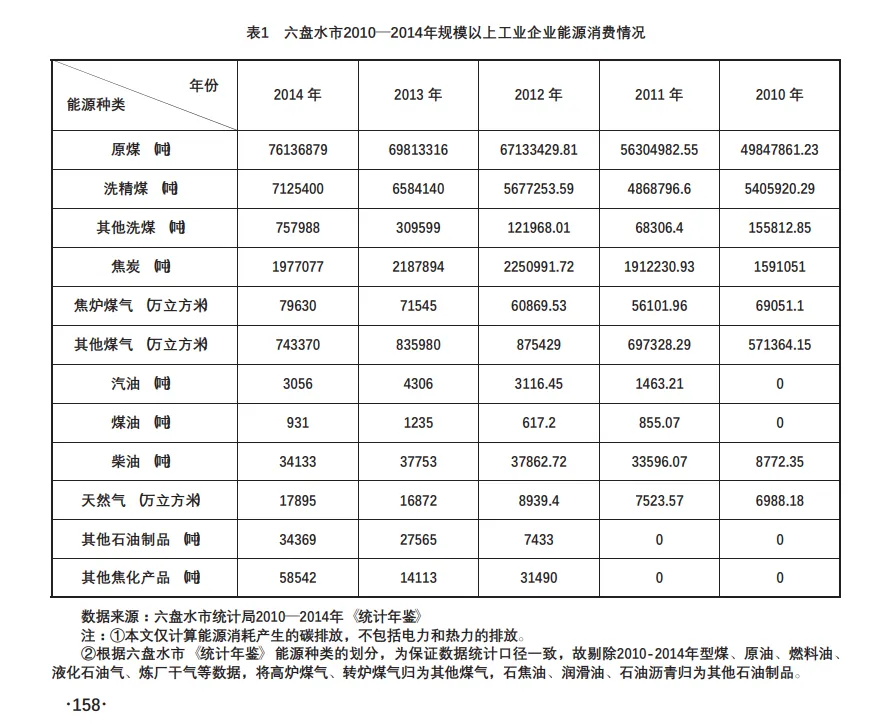 表1 六盘水市2010—2014年规模以上工业企业能源消费情况
年份
能源种类 2014 年 2013 年 2012 年 2011 年 2010 年
原煤 (吨) 76136879 69813316 67133429.81 56304982.55 49847861.23
洗精煤 (吨) 7125400 6584140 5677253.59 4868796.6 5405920.29
其他洗煤 (吨) 757988 309599 121968.01 68306.4 155812.85
焦炭 (吨) 1977077 2187894 2250991.72 1912230.93 1591051
焦炉煤气 (万立方米) 79630 71545 60869.53 56101.96 69051.1
其他煤气 (万立方米) 743370 835980 875429 697328.29 571364.15
汽油 (吨) 3056 4306 3116.45 1463.21 0
煤油 (吨) 931 1235 617.2 855.07 0
柴油 (吨) 34133 37753 37862.72 33596.07 8772.35
天然气 (万立方米) 17895 16872 8939.4 7523.57 6988.18
其他石油制品 (吨) 34369 27565 7433 0 0
其他焦化产品 (吨) 58542 14113 31490 0 0
数据来源：六盘水市统计局2010—2014年《统计年鉴》
注：①本文仅计算能源消耗产生的碳排放，不包括电力和热力的排放。
②根据六盘水市《统计年鉴》能源种类的划分，为保证数据统计口径一致，故剔除2010-2014年型煤、原油、燃料油、
液化石油气、炼厂干气等数据，将高炉煤气、转炉煤气归为其他煤气，石焦油、润滑油、石油沥青归为其他石油制品。
·158·